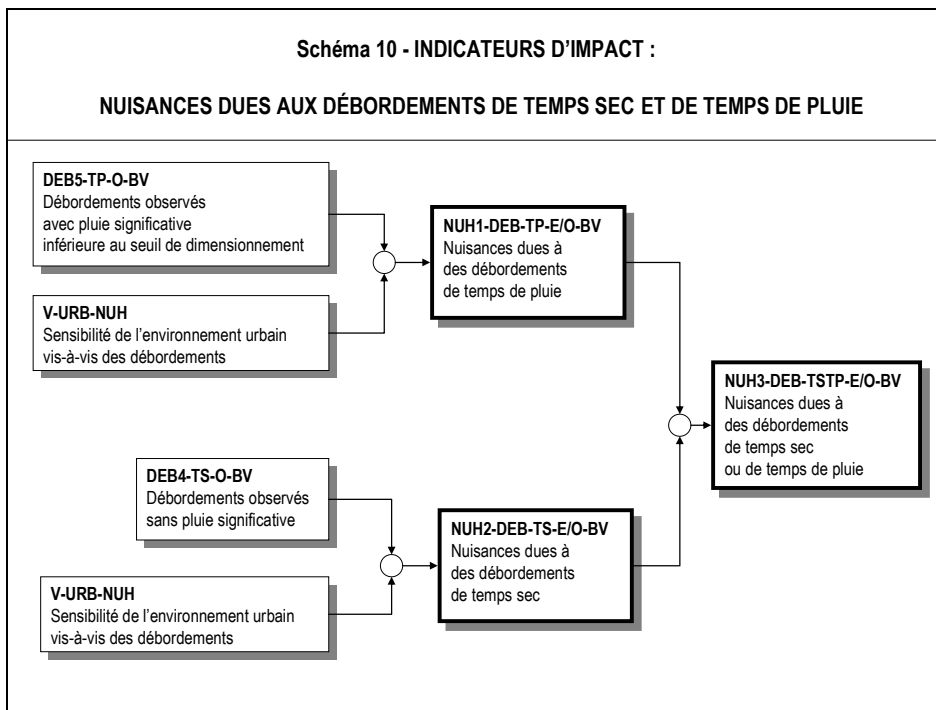 Schéma 10 - INDICATEURS D’IMPACT :
NUISANCES DUES AUX DÉBORDEMENTS DE TEMPS SEC ET DE TEMPS DE PLUIE
DEB5-TP-O-BV
Débordements observés
avec pluie significative
inférieure au seuil de dimensionnement
V-URB-NUH
Sensibilité de l’environnement urbain
vis-à-vis des débordements
NUH1-DEB-TP-E/O-BV
Nuisances dues à
des débordements
de temps de pluie
DEB4-TS-O-BV
Débordements observés
sans pluie significative
V-URB-NUH
Sensibilité de l’environnement urbain
vis-à-vis des débordements
NUH2-DEB-TS-E/O-BV
Nuisances dues à
des débordements
de temps sec
NUH3-DEB-TSTP-E/O-BV
Nuisances dues à
des débordements
de temps sec
ou de temps de pluie